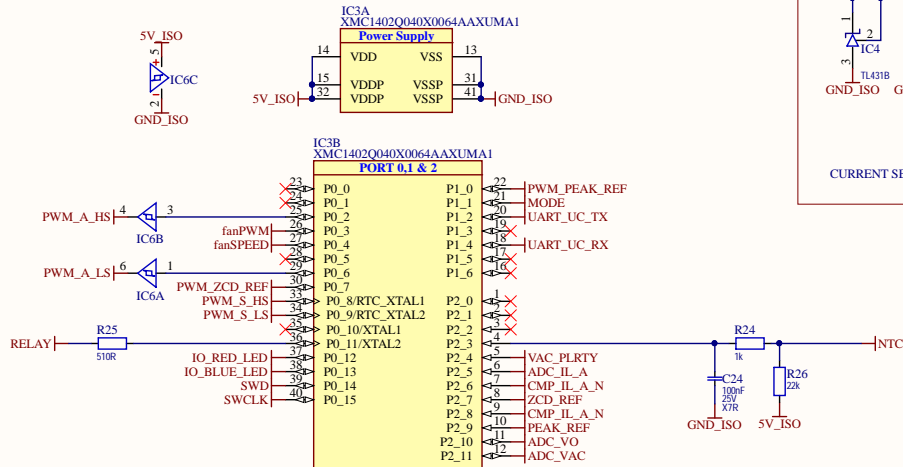 IC3A
XMC1402Q040X0064AAXUMA1
Power Supply
14 VDD VSS 13
15 VDDP VSSP 31
5V_ISO 32 VDDP VSSP 41 GND_ISO
5V_ISO
5
IC6C
2
GND_ISO
1
2
IC4
3
TL431B
GND_ISO
G
CURRENT SE
IC3B
XMC1402Q040X0064AAXUMA1
PORT 0,1 & 2
23 P0_0 P1_0 22 PWM_PEAK_REF
24 P0_1 P1_1 21 MODE
PWM_A_HS 4 3 25 P0_2 P1_2 20 UART_UC_TX
IC6B
fanPWM 26 P0_3 P1_3 19
fanSPEED 27 P0_4 P1_4 18 UART_UC_RX
28 P0_5 P1_5 17
PWM_A_LS 6 1 29 P0_6 P1_6 16
IC6A
PWM_ZCD_REF 30 P0_7
PWM_S_HS 33 P0_8/RTC_XTAL1 P2_0 1
PWM_S_LS 34 P0_9/RTC_XTAL2 P2_1 2
35 P0_10/XTAL1 P2_2 3
RELAY R25 36 P0_11/XTAL2 P2_3 4 R24 NTC
510R
1k
IO_RED_LED 37 P0_12 P2_4 5 VAC_PLRTY
IO_BLUE_LED 38 P0_13 P2_5 6 ADC_IL_A
SWD 39 P0_14 P2_6 7 CMP_IL_A_N
SWCLK 40 P0_15 P2_7 8 ZCD_REF
P2_8 9 CMP_IL_A_N
P2_9 10 PEAK_REF
P2_10 11 ADC_VO
P2_11 12 ADC_VAC
C24
100nF
25V
X7R
GND_ISO
R26
22k
5V_ISO